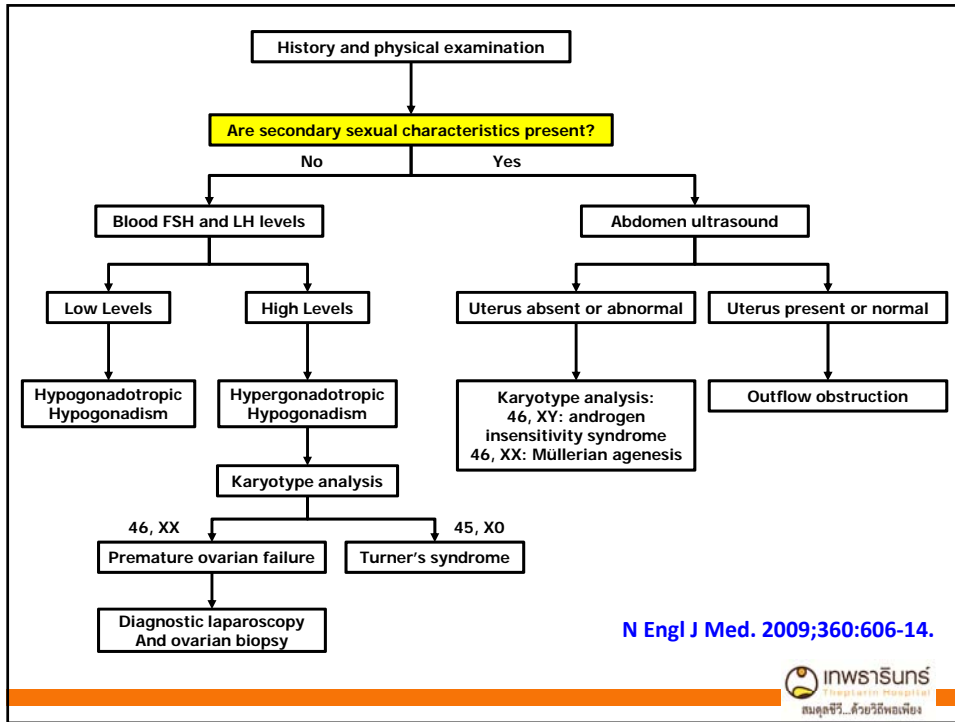 History and physical examination
Are secondary sexual characteristics present?
No
Yes
Blood FSH and LH levels
Abdomen ultrasound
Low Levels
High Levels
Uterus absent or abnormal
Uterus present or normal
Hypogonadotropic
Hypogonadism
Hypergonadotropic
Hypogonadism
Karyotype analysis:
46, XY: androgen
insensitivity syndrome
46, XX: Müllerian agenesis
Outflow obstruction
Karyotype analysis
46, XX
45, XO
Premature ovarian failure
Turner's syndrome
Diagnostic laparoscopy
And ovarian biopsy
N Engl J Med. 2009;360:606-14.
เทพธารินทร์
Theptarin Hospital
สมดุลชีวี...ด้วยวิถีพอเพียง